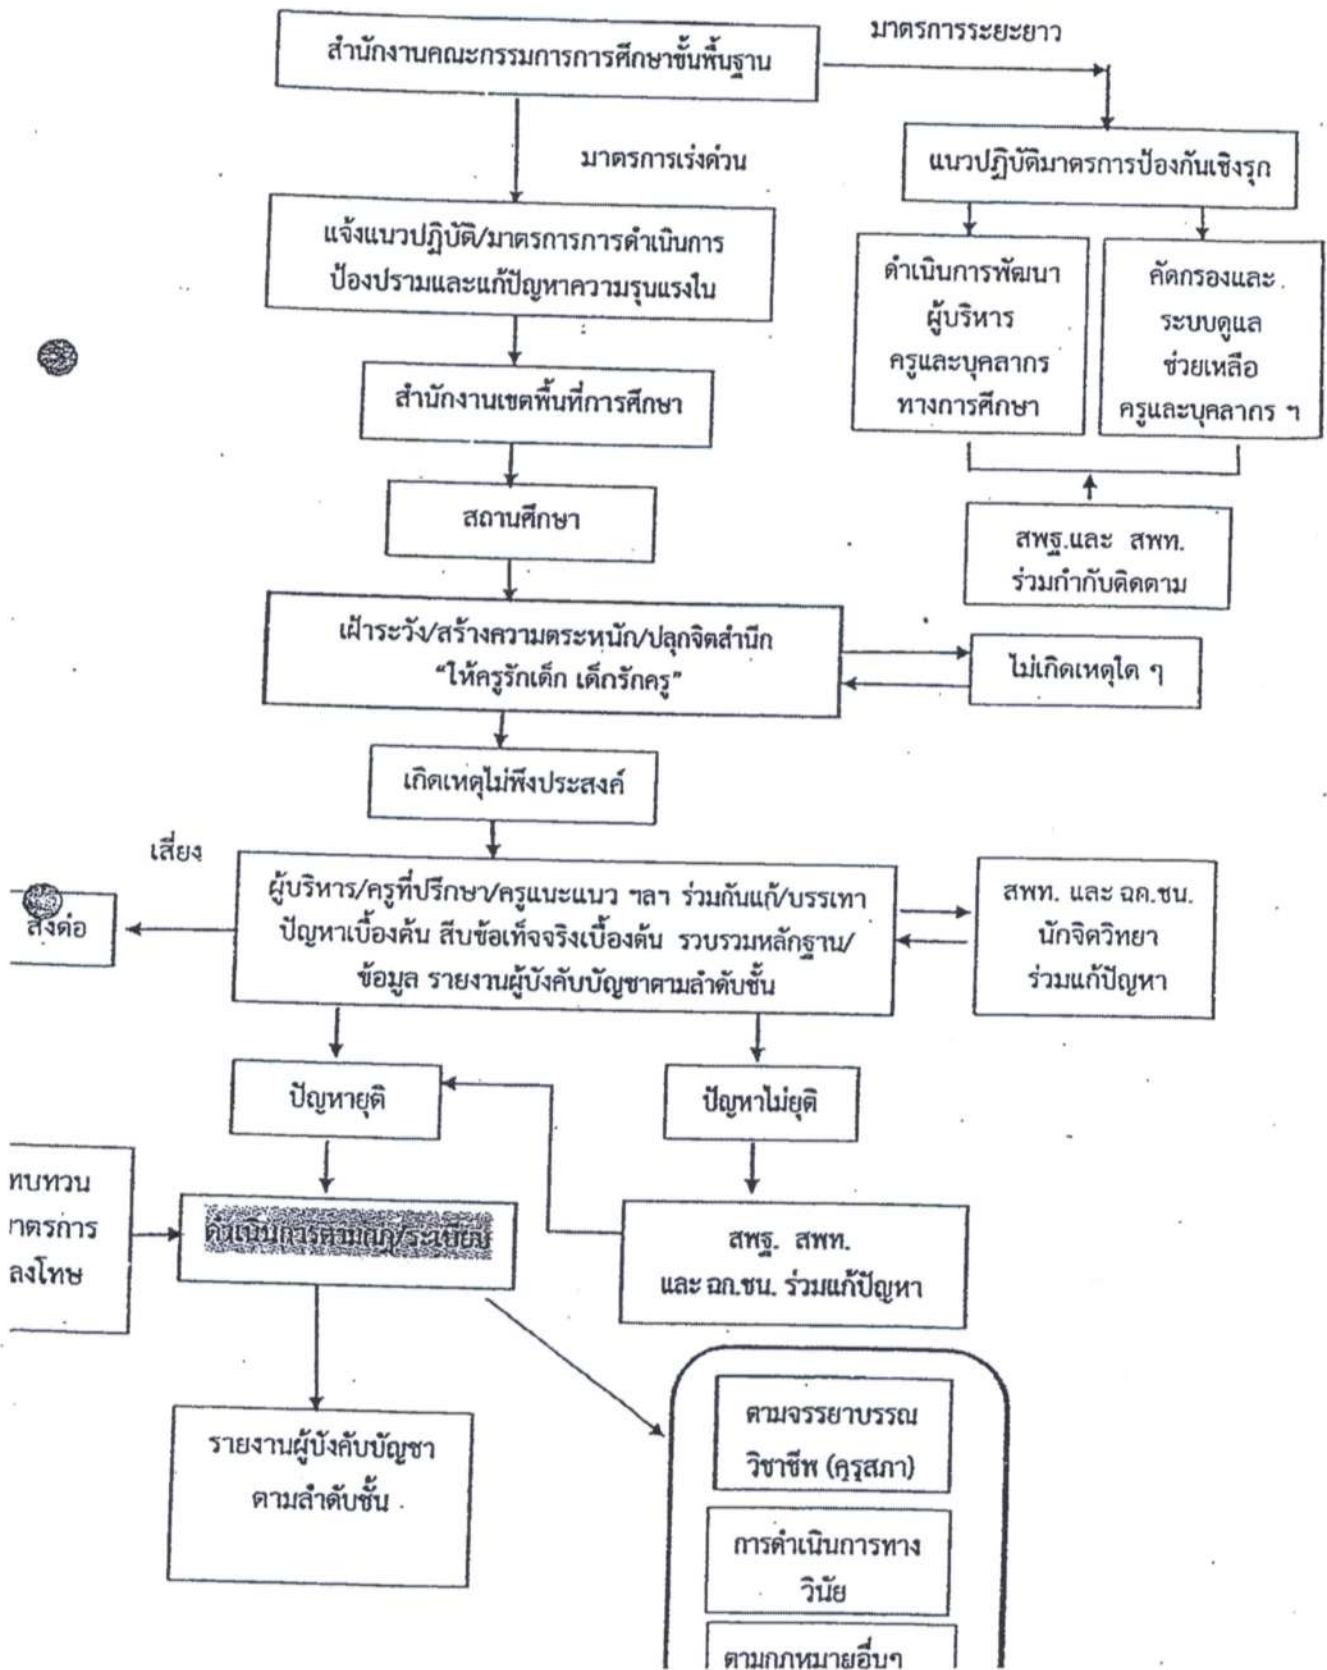 สำนักงานคณะกรรมการการศึกษาขั้นพื้นฐาน
มาตรการระยะยาว
มาตรการเร่งด่วน
แนวปฏิบัติมาตรการป้องกันเชิงรุก
แจ้งแนวปฏิบัติ/มาตรการการดำเนินการ
ป้องปรามและแก้ปัญหาความรุนแรงใน
ดำเนินการพัฒนา
ผู้บริหาร
ครูและบุคลากร
ทางการศึกษา
คัดกรองและ
ระบบดูแล
ช่วยเหลือ
ครูและบุคลากร ฯ
สำนักงานเขตพื้นที่การศึกษา
สถานศึกษา
สพฐ.และ สพท.
ร่วมกำกับติดตาม
เฝ้าระวัง/สร้างความตระหนัก/ปลุกจิตสำนึก
“ให้ครูรักเด็ก เด็กรักครู”
ไม่เกิดเหตุใด ๆ
เกิดเหตุไม่พึงประสงค์
เสี่ยง
ส่งต่อ
ผู้บริหาร/ครูที่ปรึกษา/ครูแนะแนว ฯลฯ ร่วมกันแก้/บรรเทา
ปัญหาเบื้องต้น สืบข้อเท็จจริงเบื้องต้น รวบรวมหลักฐาน/
ข้อมูล รายงานผู้บังคับบัญชาตามลำดับชั้น
สพท. และ ฉก.ชน.
นักจิตวิทยา
ร่วมแก้ปัญหา
ปัญหายุติ
ปัญหาไม่ยุติ
ทบทวน
าตรการ
ลงโทษ
ดำเนินการตามกฎ/ระเบียบ
สพฐ. สพท.
และ ฉก.ชน. ร่วมแก้ปัญหา
รายงานผู้บังคับบัญชา
ตามลำดับชั้น
ตามจรรยาบรรณ
วิชาชีพ (คุรุสภา)
การดำเนินการทาง
วินัย
ตามกฎหมายอื่นๆ